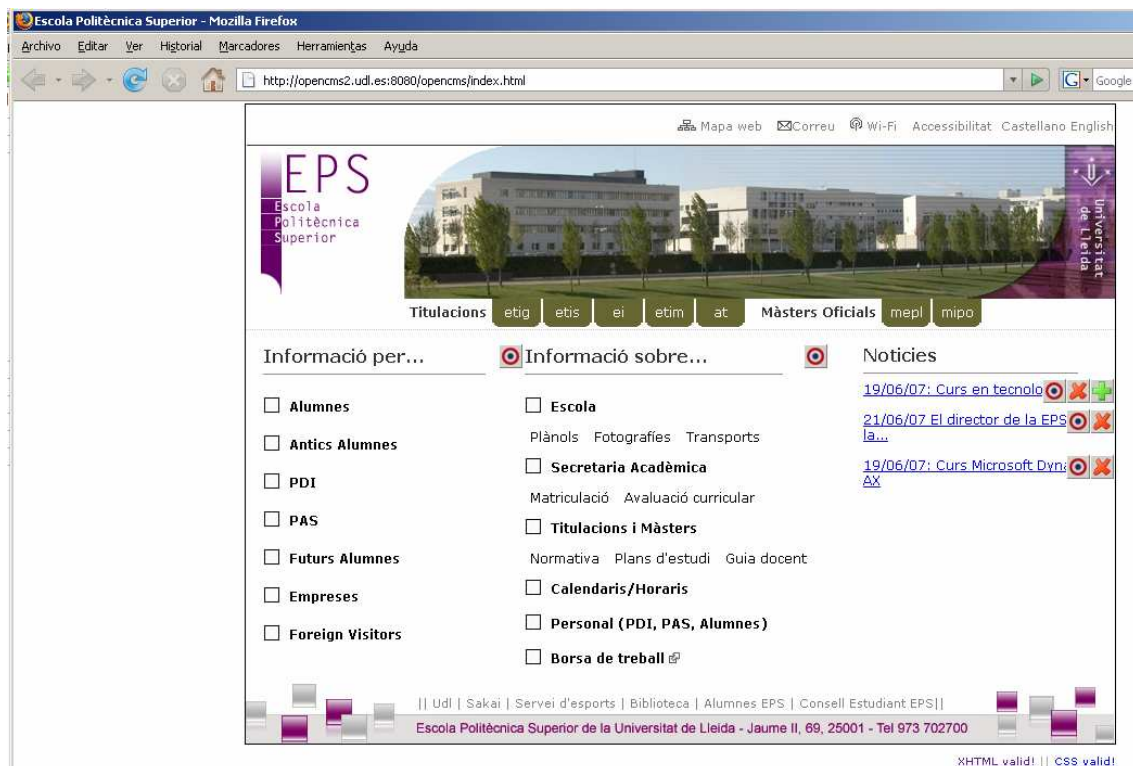 Escola Politècnica Superior - Mozilla Firefox
Archivo Editar Ver Historial Marcadores Herramientas Ayuda
http://opencms2.udl.es:8080/opencms/index.html
G Google
Mapa web Correu Wi-Fi Accessibilitat Castellano English
EPS
Escola
Politècnica
Superior
Universitat
de Lleida
Titulacions etig etis ei etim at Màsters Oficials mepl mipo
Informació per...
Alumnes
Antics Alumnes
PDI
PAS
Futurs Alumnes
Empreses
Foreign Visitors
Informació sobre...
Escola
Plànols Fotografíes Transports
Secretaria Acadèmica
Matriculació Avaluació curricular
Titulacions i Màsters
Normativa Plans d'estudi Guia docent
Calendaris/Horaris
Personal (PDI, PAS, Alumnes)
Borsa de treball
Noticies
19/06/07: Curs en tecnolo
21/06/07 El director de la EPS
la...
19/06/07: Curs Microsoft Dyna
AX
|| Udl | Sakai | Servei d'esports | Biblioteca | Alumnes EPS | Consell Estudiant EPS||
Escola Politècnica Superior de la Universitat de Lleida - Jaume II, 69, 25001 - Tel 973 702700
XHTML valid! || CSS valid!